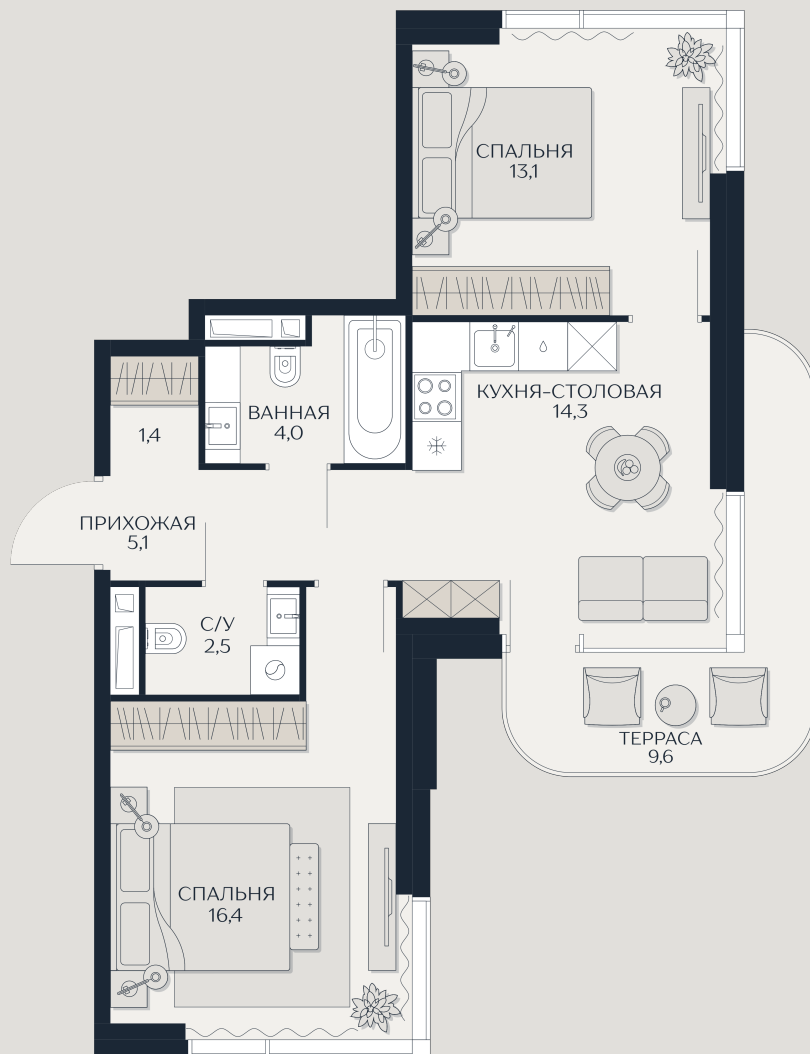 СПАЛЬНЯ
13,1
КУХНЯ-СТОЛОВАЯ
14,3
ВАННАЯ
4,0
1,4
ПРИХОЖАЯ
5,1
С/У
2,5
ТЕРРАСА
9,6
СПАЛЬНЯ
16,4